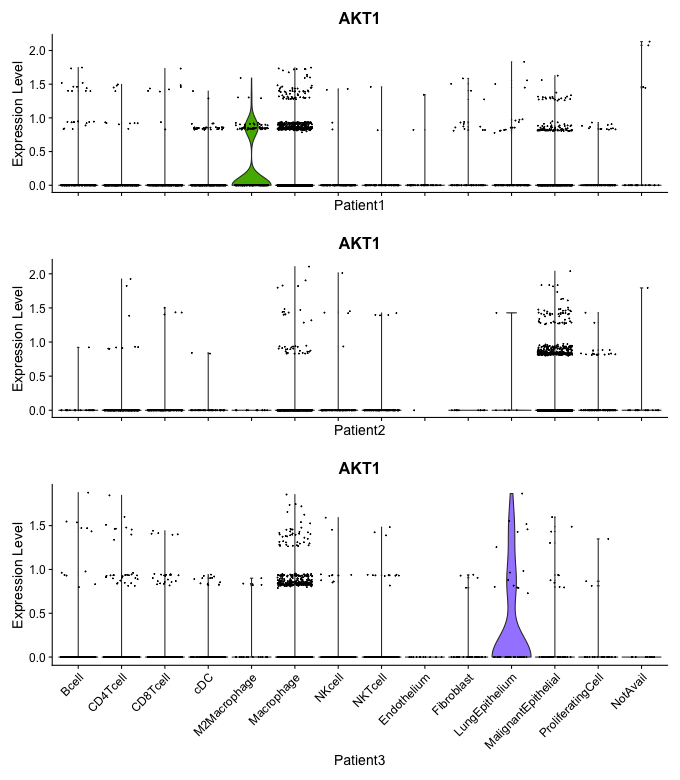 AKT1
Expression Level
2.0
1.5
1.0
0.5
0.0
Patient1
AKT1
Expression Level
2.0
1.5
1.0
0.5
0.0
Patient2
AKT1
Expression Level
1.5
1.0
0.5
0.0
Bcell
CD4Tcell
CD8Tcell
cDC
M2Macrophage
Macrophage
NKcell
NKTcell
Endothelium
Fibroblast
LungEpithelium
MalignantEpithelial
ProliferatingCell
NotAvail
Patient3